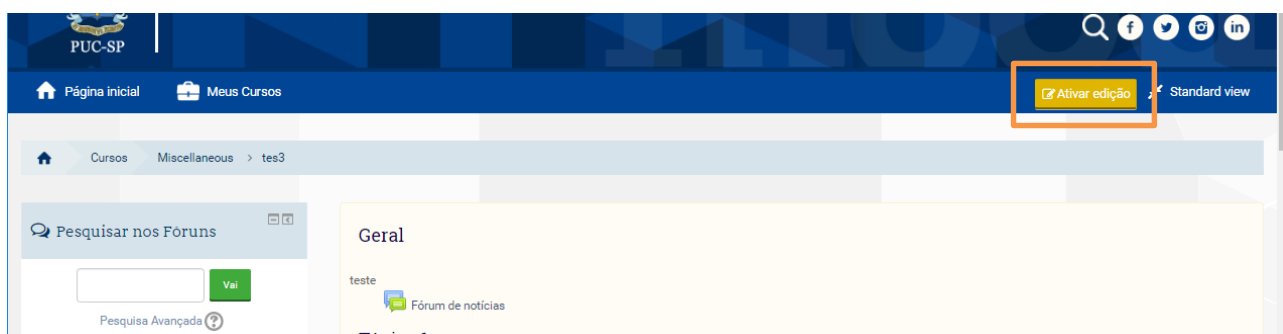 PUC-SP
Página inicial
Meus Cursos
Ativar edição
Standard view
Cursos
Miscellaneous
tes3
Pesquisar nos Fóruns
Vai
Pesquisa Avançada
Geral
teste
Fórum de notícias